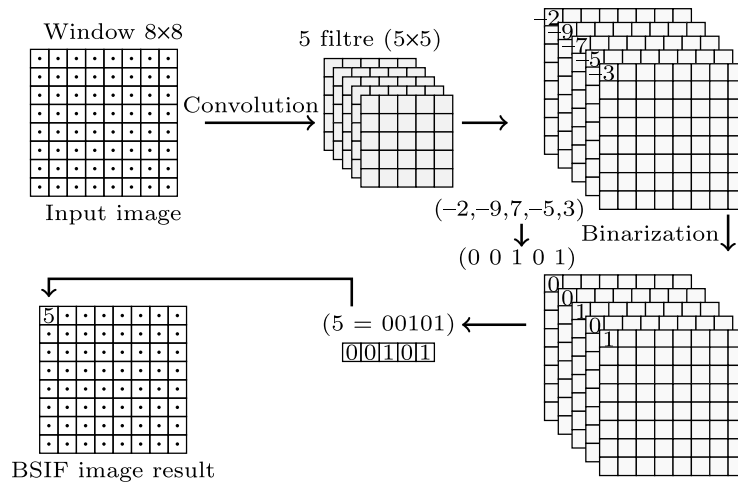 Window 8×8
5 filtre (5×5)
–2
–9
–7
–5
–3
Convolution
Input image
(–2,–9,7,–5,3)
Binarization
(0 0 1 0 1)
0
0
1
0
1
5
(5 = 00101)
0 0 1 0 1
BSIF image result